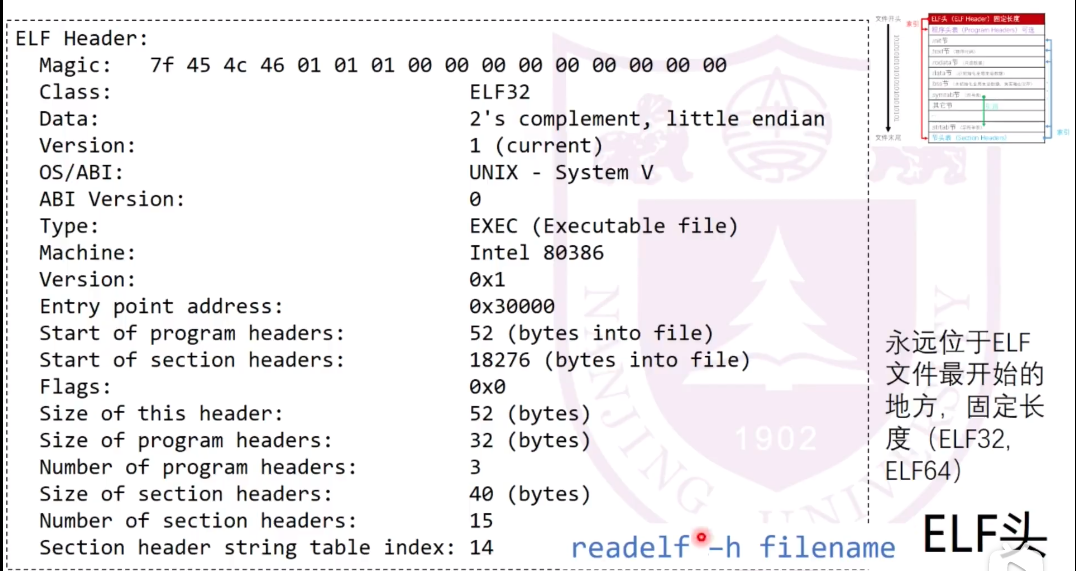 ELF Header:
Magic: 7f 45 4c 46 01 01 01 00 00 00 00 00 00 00 00 00
Class: ELF32
Data: 2's complement, little endian
Version: 1 (current)
OS/ABI: UNIX - System V
ABI Version: 0
Type: EXEC (Executable file)
Machine: Intel 80386
Version: 0x1
Entry point address: 0x30000
Start of program headers: 52 (bytes into file)
Start of section headers: 18276 (bytes into file)
Flags: 0x0
Size of this header: 52 (bytes)
Size of program headers: 32 (bytes)
Number of program headers: 3
Size of section headers: 40 (bytes)
Number of section headers: 15
Section header string table index: 14
readelf -h filename
文件开头
索引
ELF头（ELF Header）固定长度
程序头表（Program Headers）可选
.text节
.rodata节
.data节
.symtab节
其它节
.strtab节
节头表（Section Headers）
文件末尾
索引
永远位于ELF
文件最开始的
地方，固定长
度（ELF32,
ELF64）
ELF头
NANJING UNIVERSITY
1902